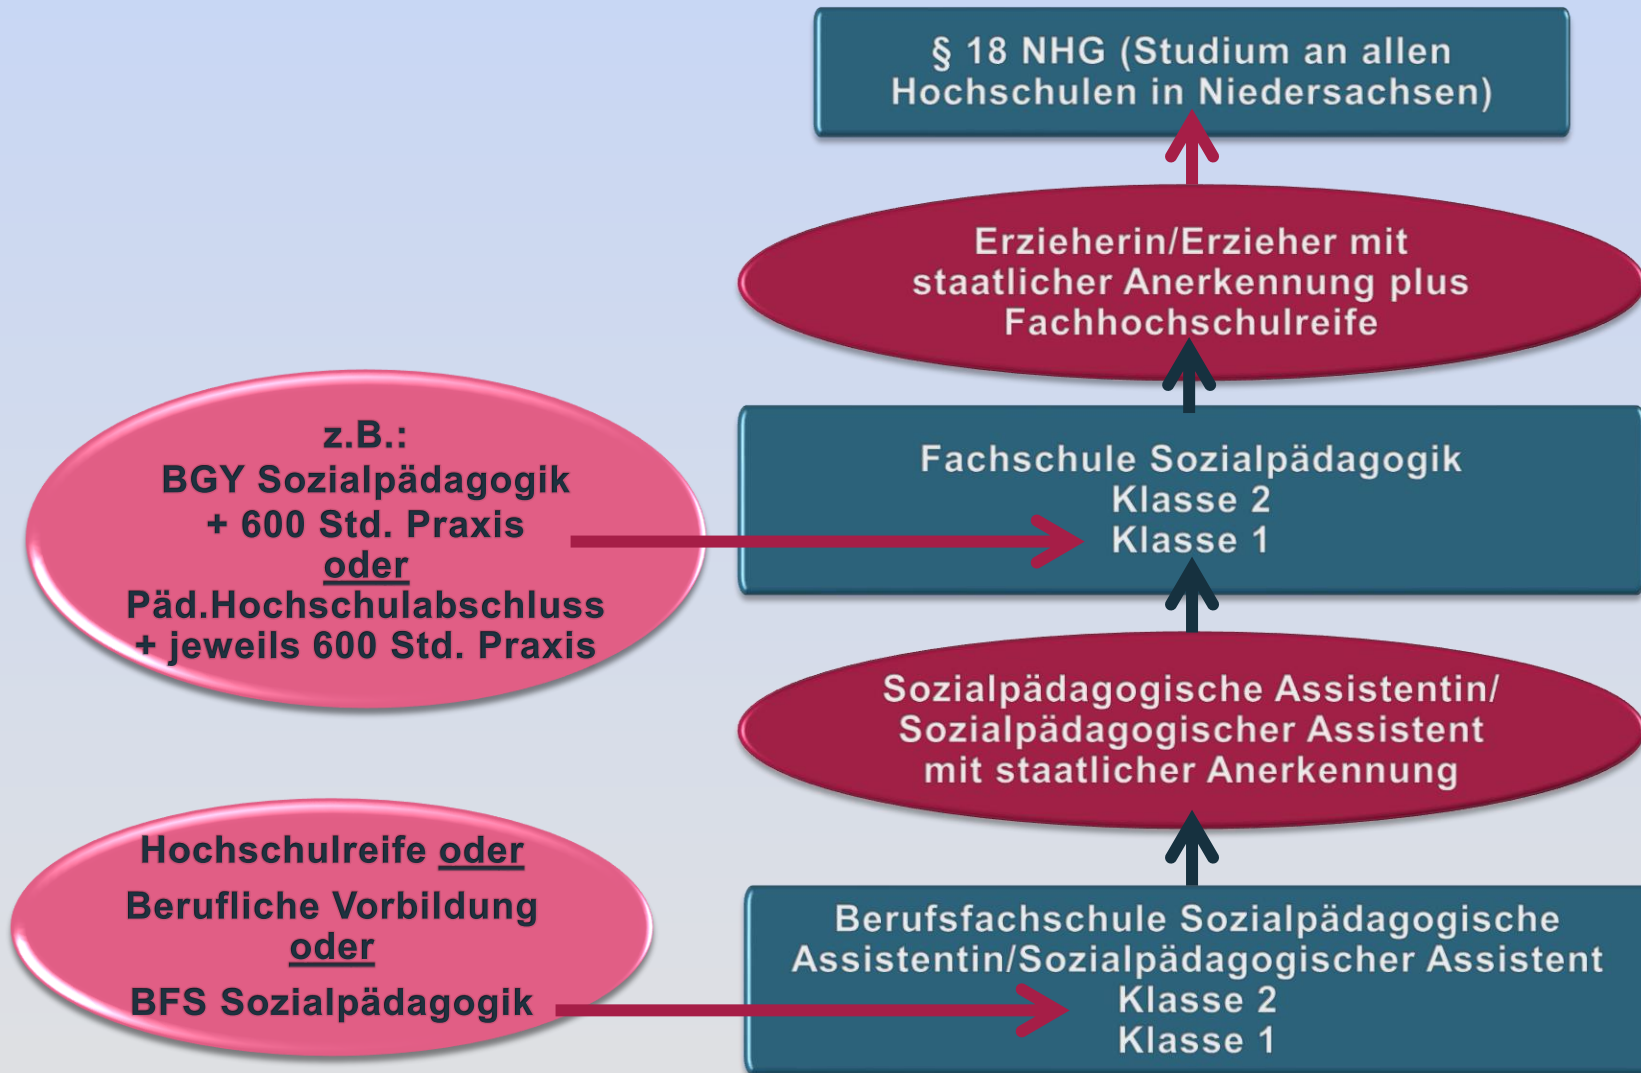 § 18 NHG (Studium an allen
Hochschulen in Niedersachsen)
Erzieherin/Erzieher mit
staatlicher Anerkennung plus
Fachhochschulreife
z.B.:
BGY Sozialpädagogik
+ 600 Std. Praxis
oder
Päd.Hochschulabschluss
+ jeweils 600 Std. Praxis
Fachschule Sozialpädagogik
Klasse 2
Klasse 1
Sozialpädagogische Assistentin/
Sozialpädagogischer Assistent
mit staatlicher Anerkennung
Hochschulreife oder
Berufliche Vorbildung
oder
BFS Sozialpädagogik
Berufsfachschule Sozialpädagogische
Assistentin/Sozialpädagogischer Assistent
Klasse 2
Klasse 1